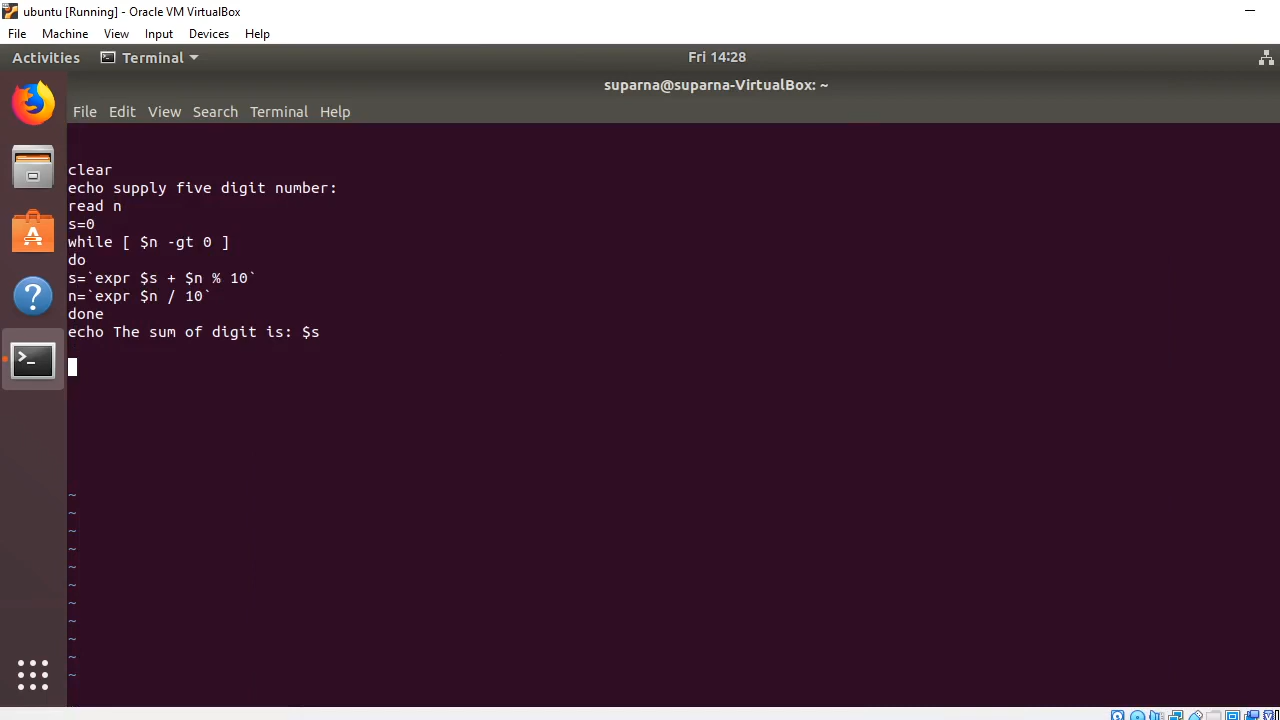 ubuntu [Running] - Oracle VM VirtualBox
File Machine View Input Devices Help
Activities Terminal Fri 14:28
suparna@suparna-VirtualBox: ~
File Edit View Search Terminal Help
clear
echo supply five digit number:
read n
s=0
while [ $n -gt 0 ]
do
s=`expr $s + $n % 10`
n=`expr $n / 10`
done
echo The sum of digit is: $s
~
~
~
~
~
~
~
~
~
~
~